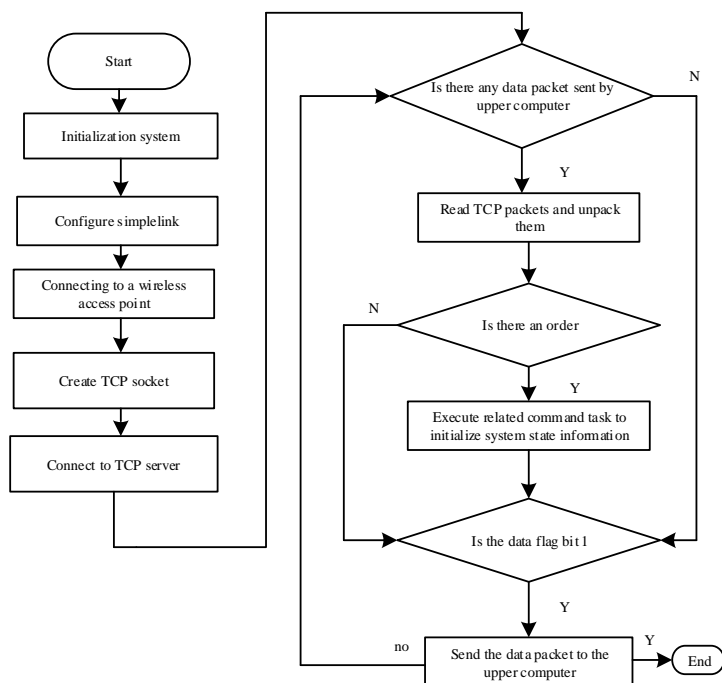 Start
Initialization system
Configure simplelink
Connecting to a wireless
access point
Create TCP socket
Connect to TCP server
Is there any data packet sent by
upper computer
N
Y
Read TCP packets and unpack
them
Is there an order
N
Y
Execute related command task to
initialize system state information
Is the data flag bit 1
Y
Send the data packet to the
upper computer
no
Y
End